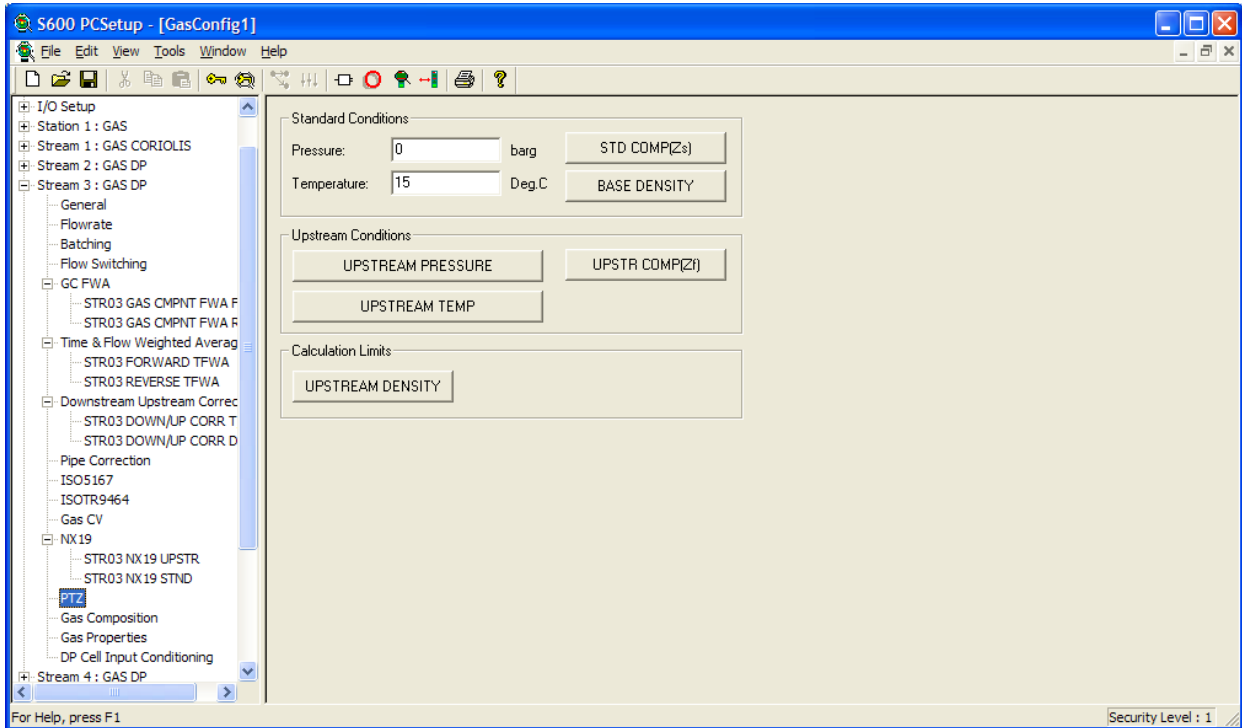 S600 PCSetup - [GasConfig1]
File Edit View Tools Window Help
I/O Setup
Station 1 : GAS
Stream 1 : GAS CORIOLIS
Stream 2 : GAS DP
Stream 3 : GAS DP
General
Flowrate
Batching
Flow Switching
GC FWA
STR03 GAS CMPNT FWA F
STR03 GAS CMPNT FWA R
Time & Flow Weighted Averag
STR03 FORWARD TFWA
STR03 REVERSE TFWA
Downstream Upstream Correc
STR03 DOWN/UP CORR T
STR03 DOWN/UP CORR D
Pipe Correction
ISO5167
ISOTR9464
Gas CV
NX19
STR03 NX19 UPSTR
STR03 NX19 STND
PTZ
Gas Composition
Gas Properties
DP Cell Input Conditioning
Stream 4 : GAS DP
Standard Conditions
Pressure: 0 barg STD COMP(Zs)
Temperature: 15 Deg.C BASE DENSITY
Upstream Conditions
UPSTREAM PRESSURE UPSTR COMP(Zf)
UPSTREAM TEMP
Calculation Limits
UPSTREAM DENSITY
For Help, press F1 Security Level : 1